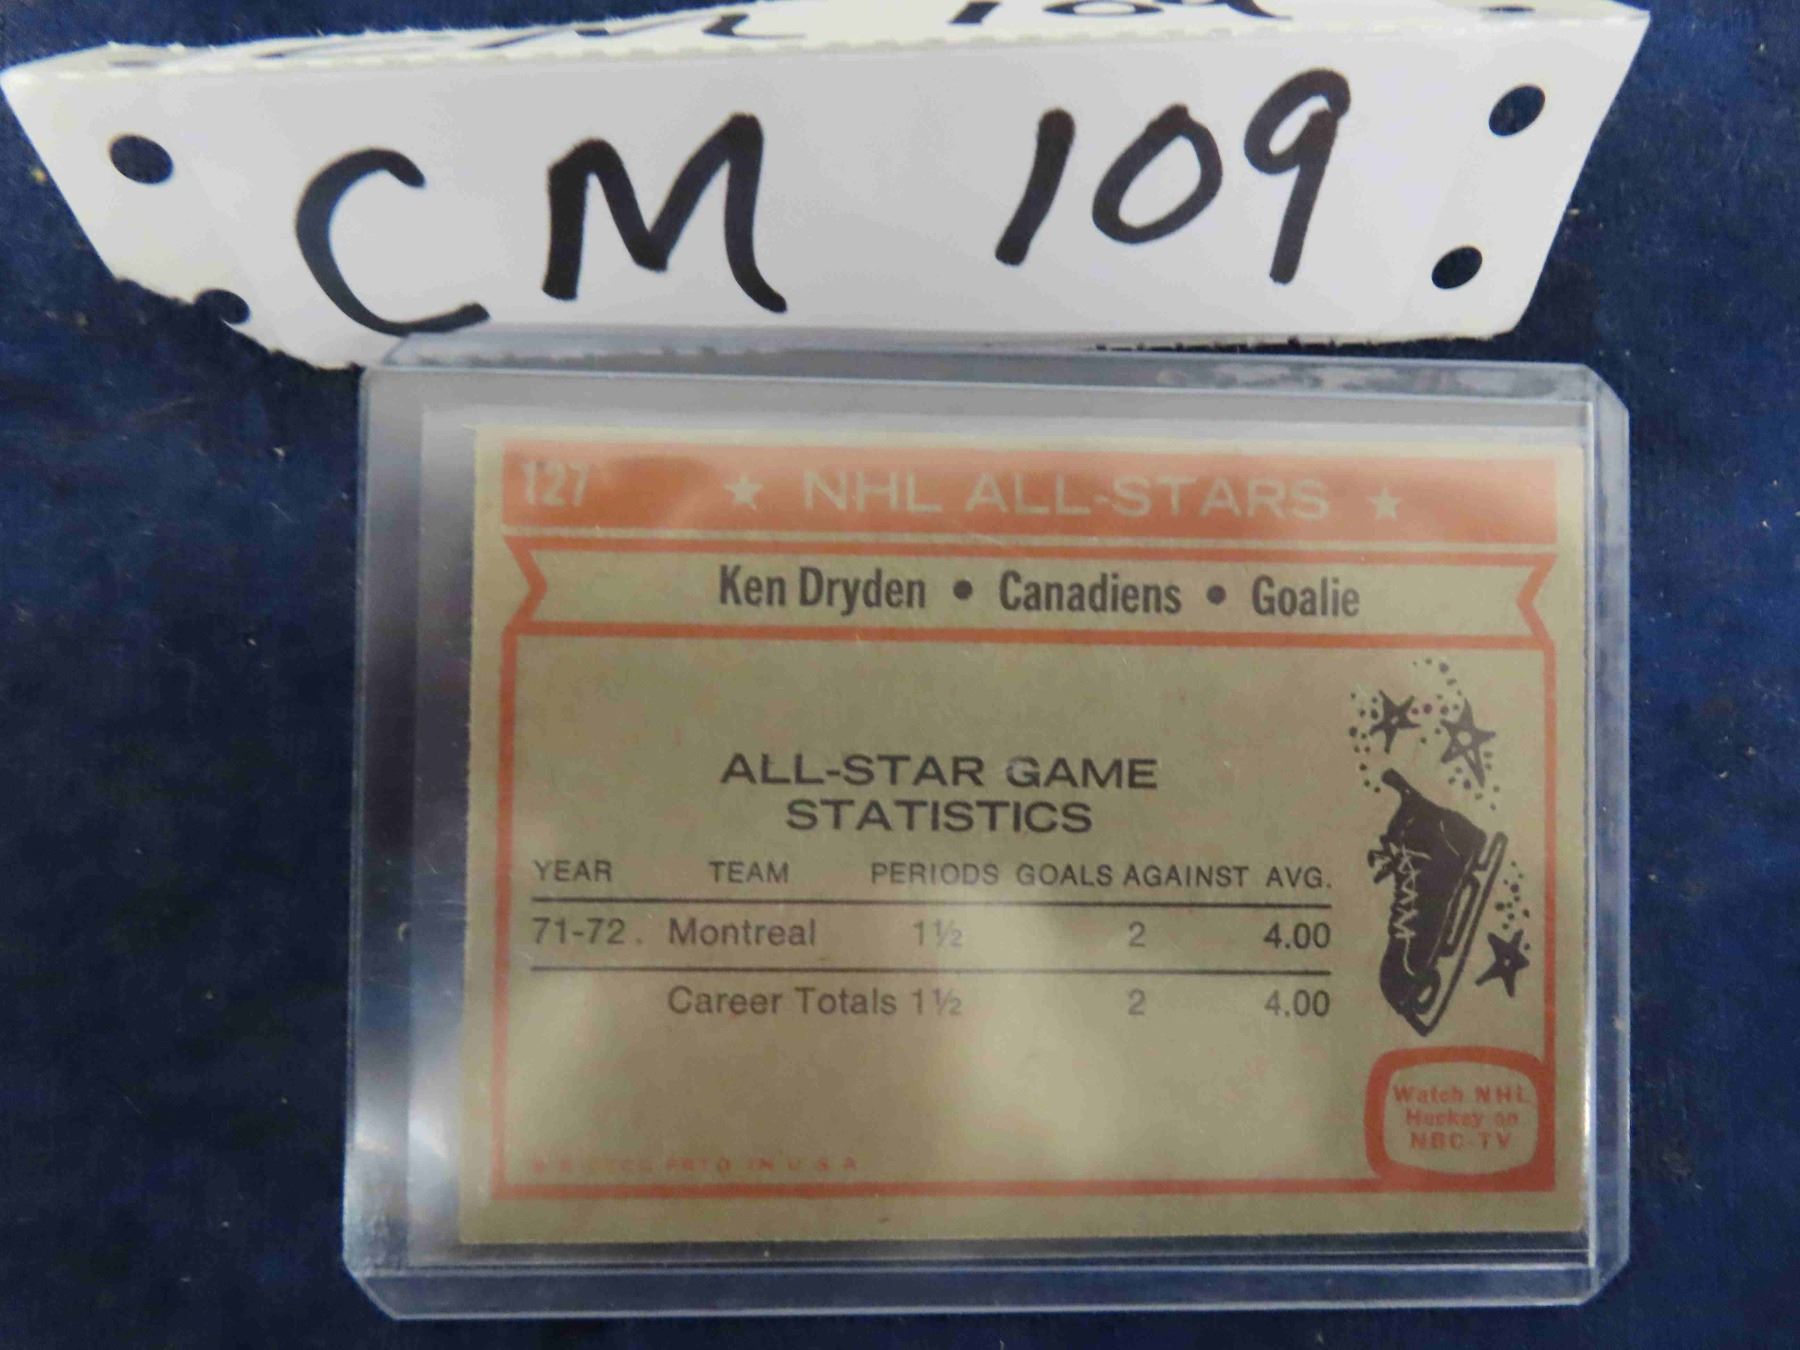 CM 109
127 ★ NHL ALL-STARS ★
Ken Dryden • Canadiens • Goalie
ALL-STAR GAME
STATISTICS
YEAR TEAM PERIODS GOALS AGAINST AVG.
71-72. Montreal 1½ 2 4.00
Career Totals 1½ 2 4.00
Watch NHL
Hockey on
NBC-TV
IN U S A